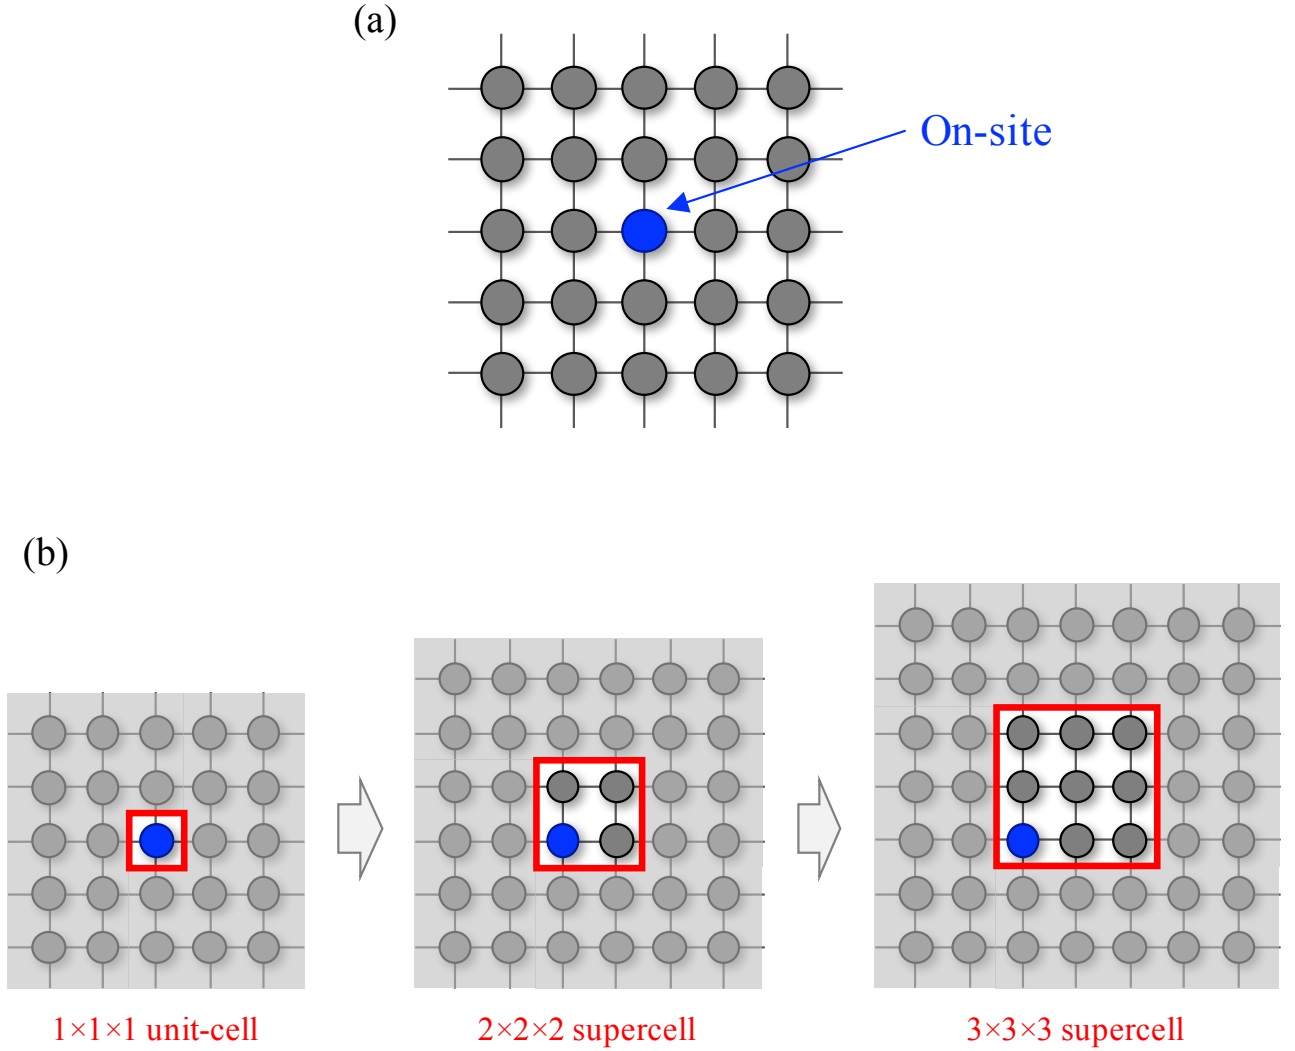 (a)
On-site
(b)
1×1×1 unit-cell
2×2×2 supercell
3×3×3 supercell